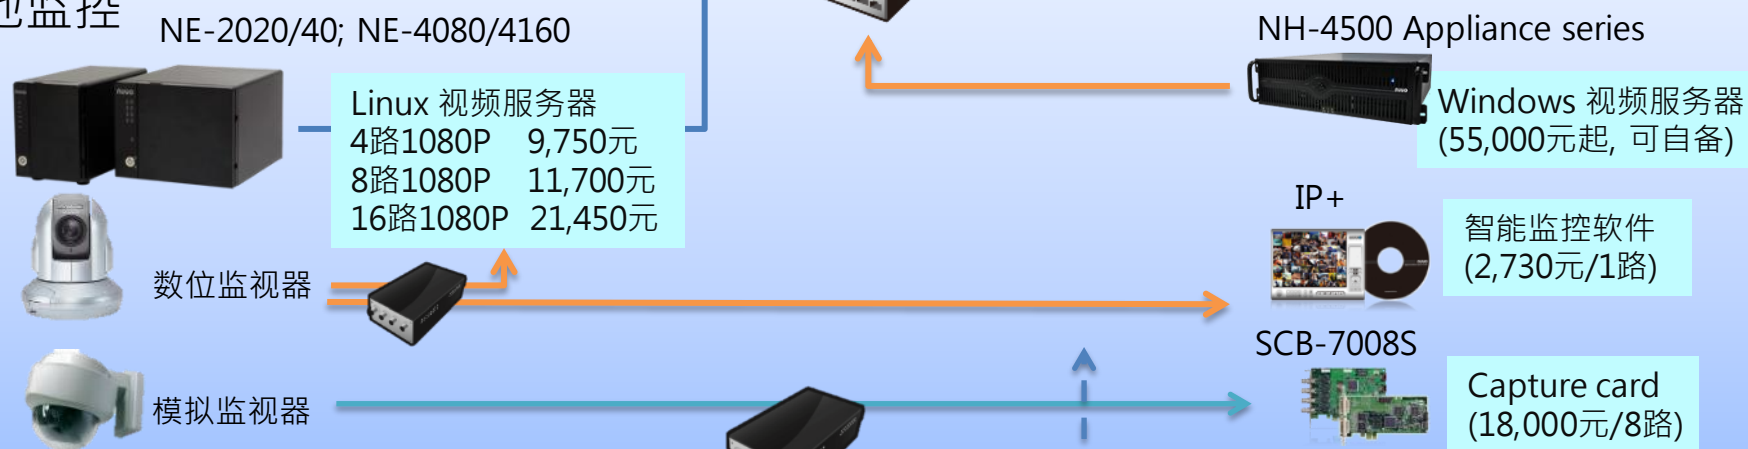 监控
NE-2020/40; NE-4080/4160
Linux 视频服务器
4路1080P 9,750元
8路1080P 11,700元
16路1080P 21,450元
数位监视器
模拟监视器
NH-4500 Appliance series
Windows 视频服务器
(55,000元起, 可自备)
IP+
智能监控软件
(2,730元/1路)
SCB-7008S
Capture card
(18,000元/8路)